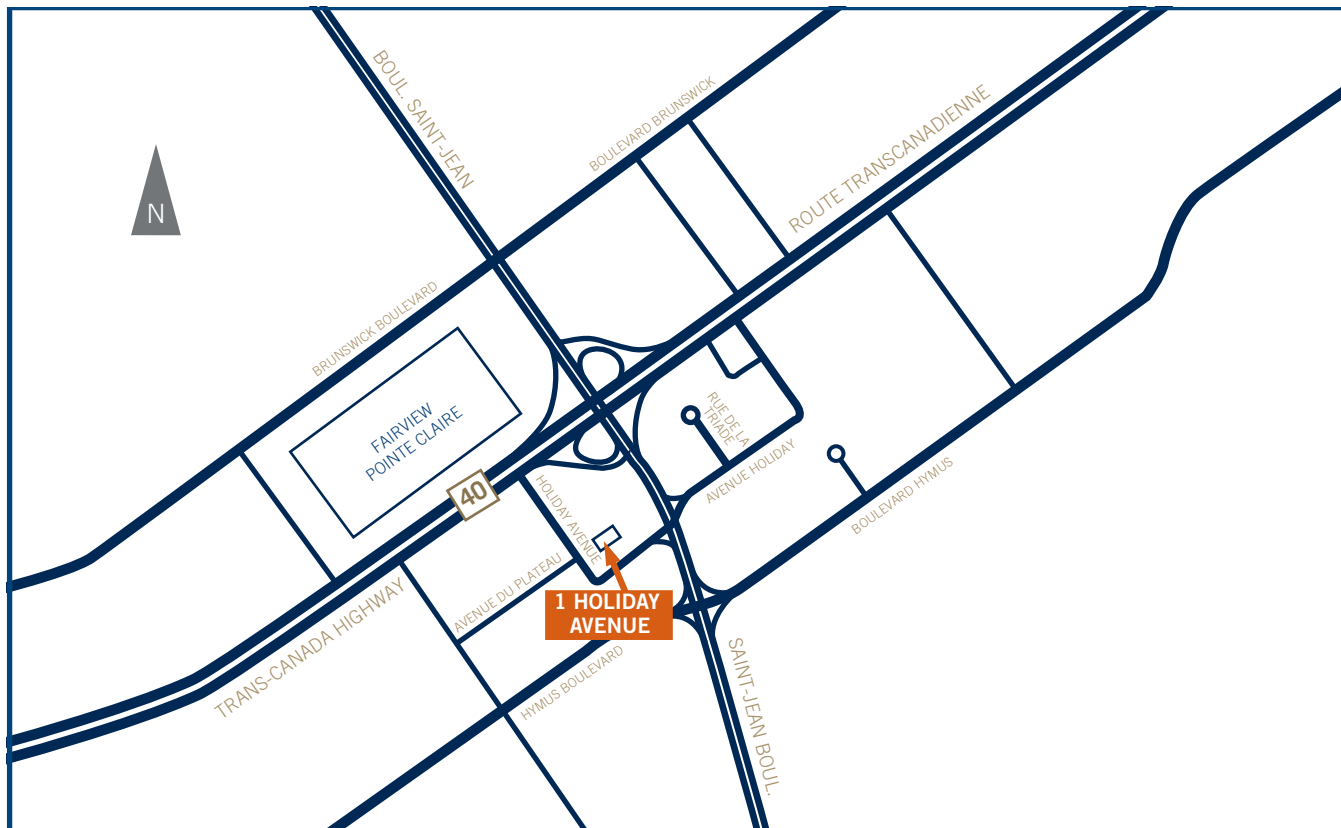 BOUL. SAINT-JEAN
BOULEVARD BRUNSWICK
ROUTE TRANSCANADIENNE
N
BRUNSWICK BOULEVARD
FAIRVIEW
POINTE CLAIRE
RUE DE LA
TRIADE
AVENUE HOLIDAY
40
HOLIDAY AVENUE
BOULEVARD HYMUS
AVENUE DU PLATEAU
1 HOLIDAY
AVENUE
TRANS-CANADA HIGHWAY
HYMUS BOULEVARD
SAINT-JEAN BOUL.